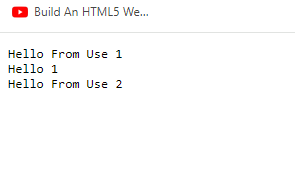 Build An HTML5 We...
Hello From Use 1
Hello 1
Hello From Use 2